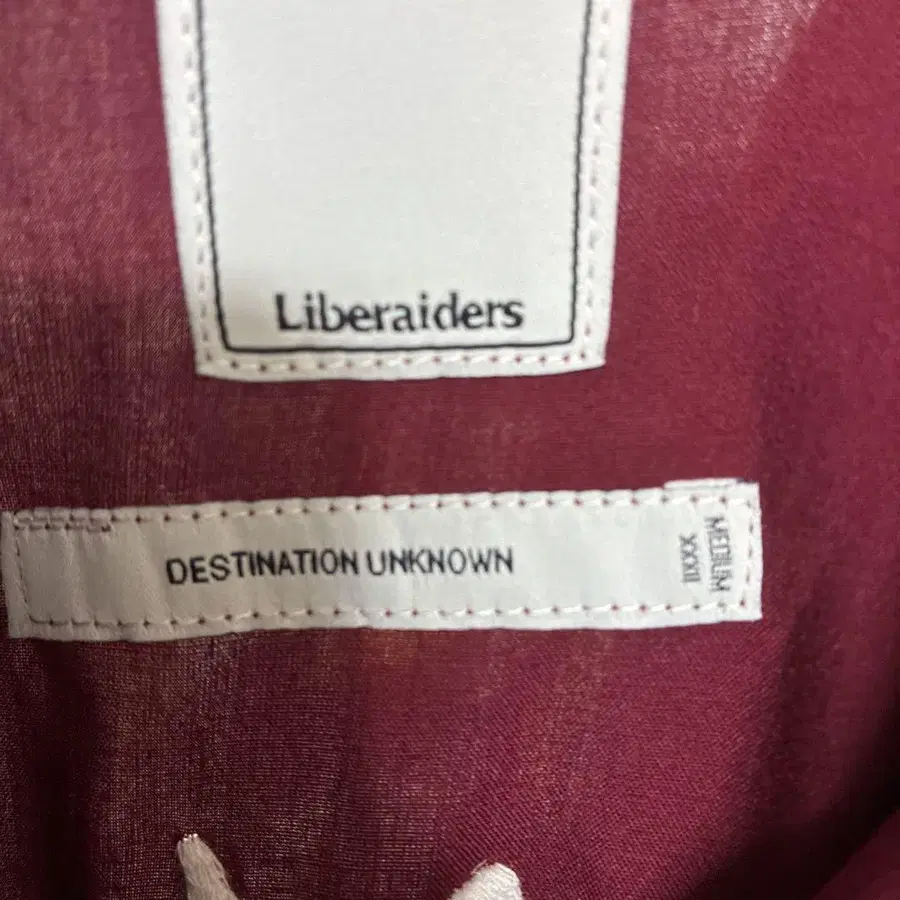 Liberaiders
DESTINATION UNKNOWN
MEDIUM
XXXII